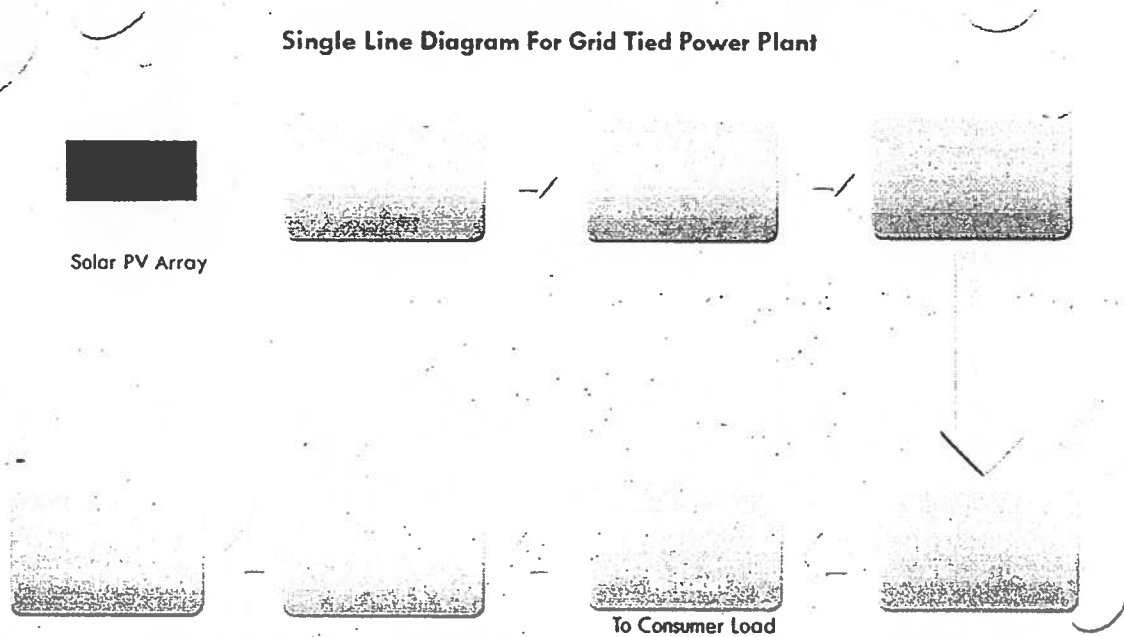 Single Line Diagram For Grid Tied Power Plant
Solar PV Array
To Consumer Load